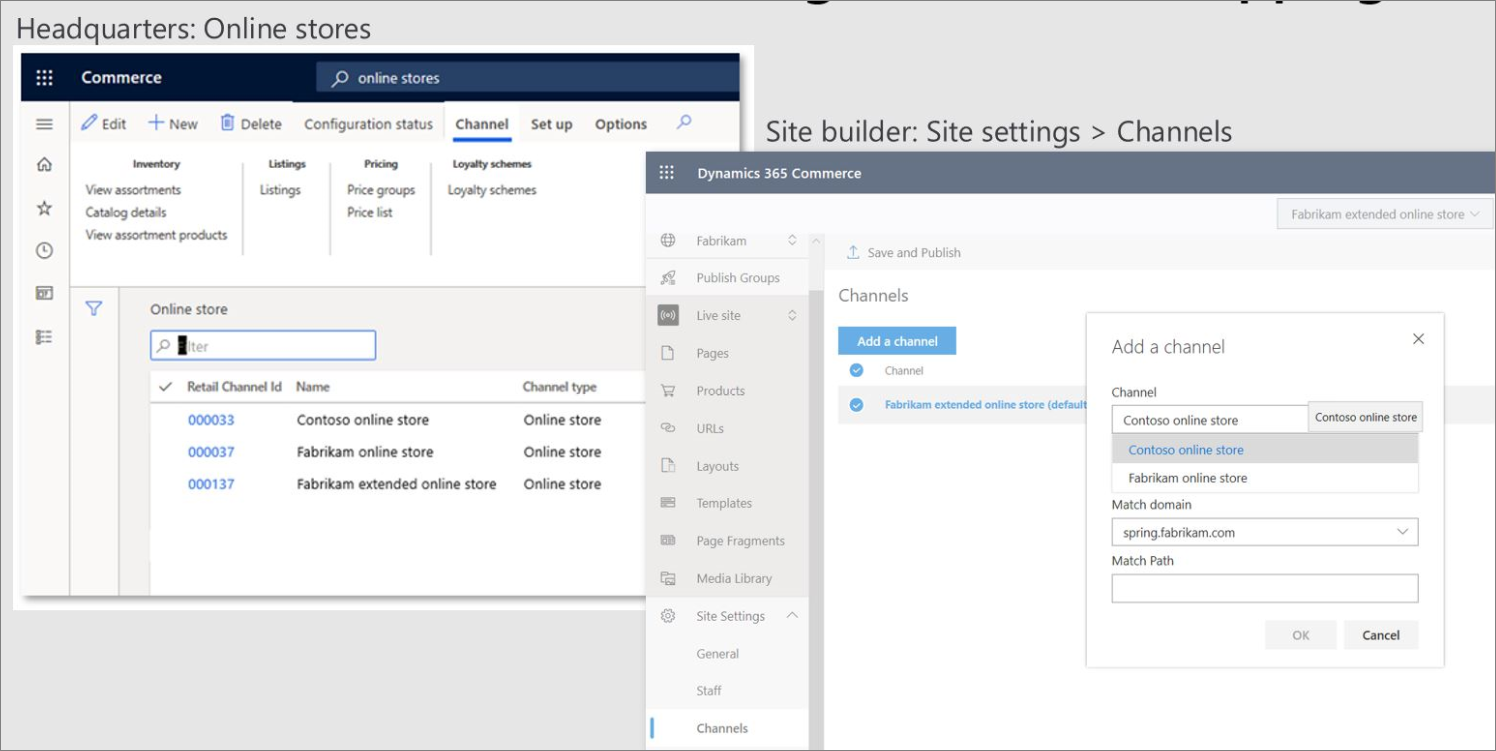 Headquarters: Online stores
Commerce
online stores
Edit
New
Delete
Configuration status
Channel
Set up
Options
Inventory
View assortments
Catalog details
View assortment products
Listings
Listings
Pricing
Price groups
Price list
Loyalty schemes
Loyalty schemes
Online store
Retail Channel Id Name Channel type
000033 Contoso online store Online store
000037 Fabrikam online store Online store
000137 Fabrikam extended online store Online store
Site builder: Site settings > Channels
Dynamics 365 Commerce
Fabrikam extended online store
Fabrikam
Publish Groups
Live site
Pages
Products
URLs
Layouts
Templates
Page Fragments
Media Library
Site Settings
General
Staff
Channels
Save and Publish
Channels
Add a channel
Channel
Fabrikam extended online store (default
Add a channel
Channel
Contoso online store
Contoso online store
Contoso online store
Fabrikam online store
Match domain
spring.fabrikam.com
Match Path
OK
Cancel